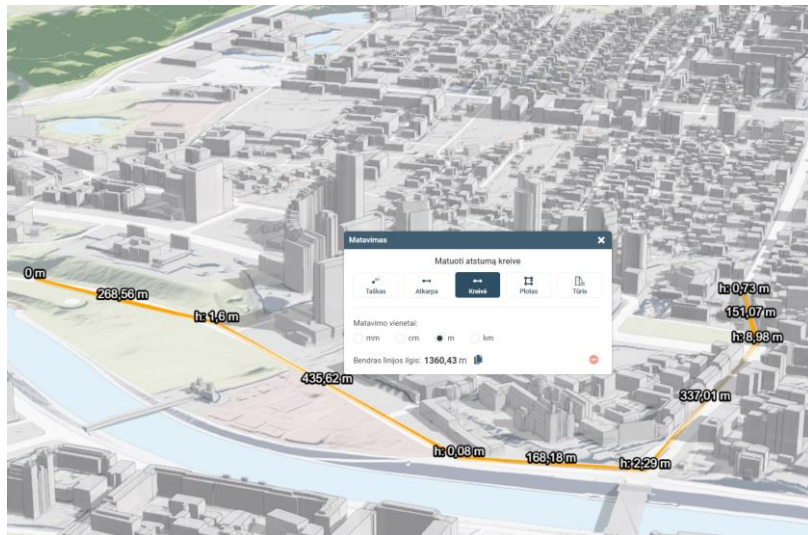 0 m
268,56 m
h: 1,6 m
435,62 m
h: 0,08 m
168,18 m
h: 2,29 m
337,01 m
h: 8,98 m
151,07 m
h: 0,73 m
Matavimas
Matuoti atstumą kreive
Taškas Atkarpa Kreivė Plotas Tūris
Matavimo vienetai:
mm cm m km
Bendras linijos ilgis: 1360,43 m